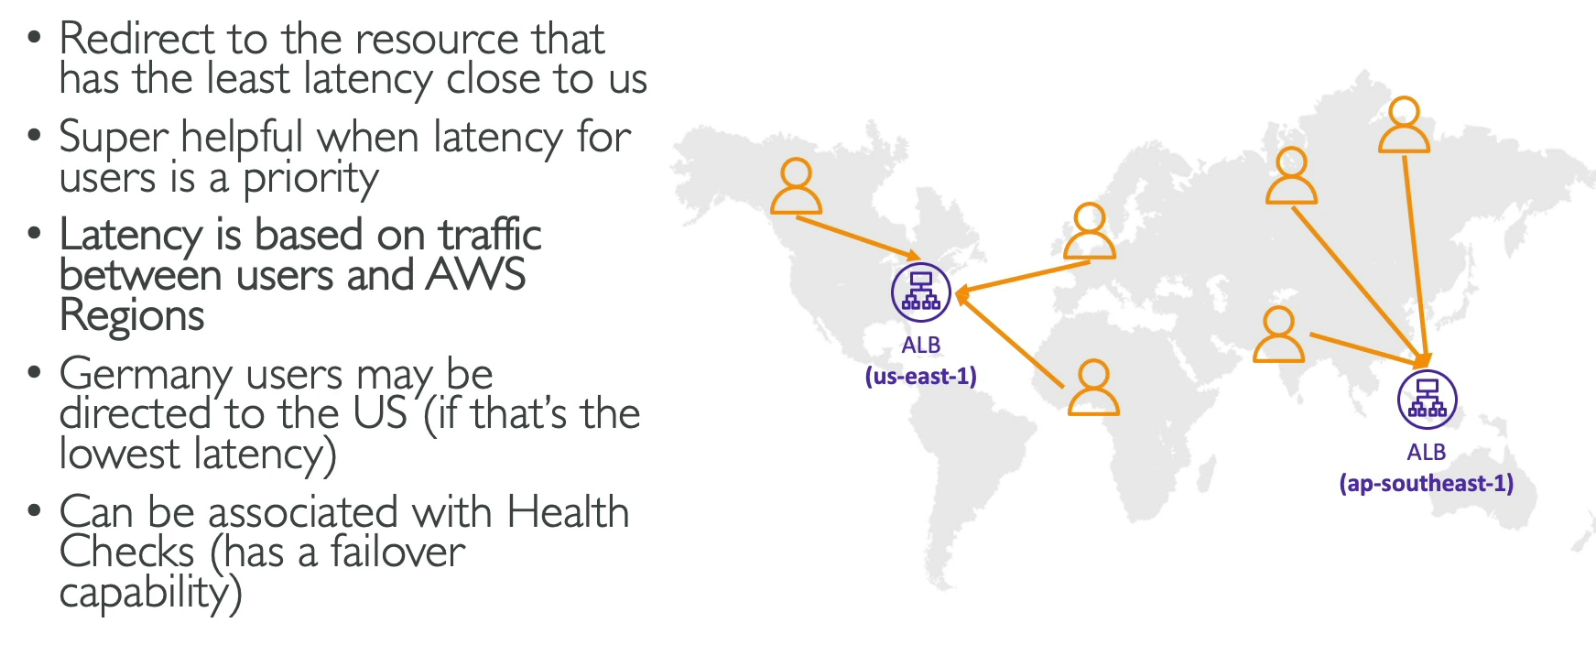 • Redirect to the resource that
has the least latency close to us
• Super helpful when latency for
users is a priority
• Latency is based on traffic
between users and AWS
Regions
• Germany users may be
directed to the US (if that's the
lowest latency)
• Can be associated with Health
Checks (has a failover
capability)
ALB
(us-east-1)
ALB
(ap-southeast-1)